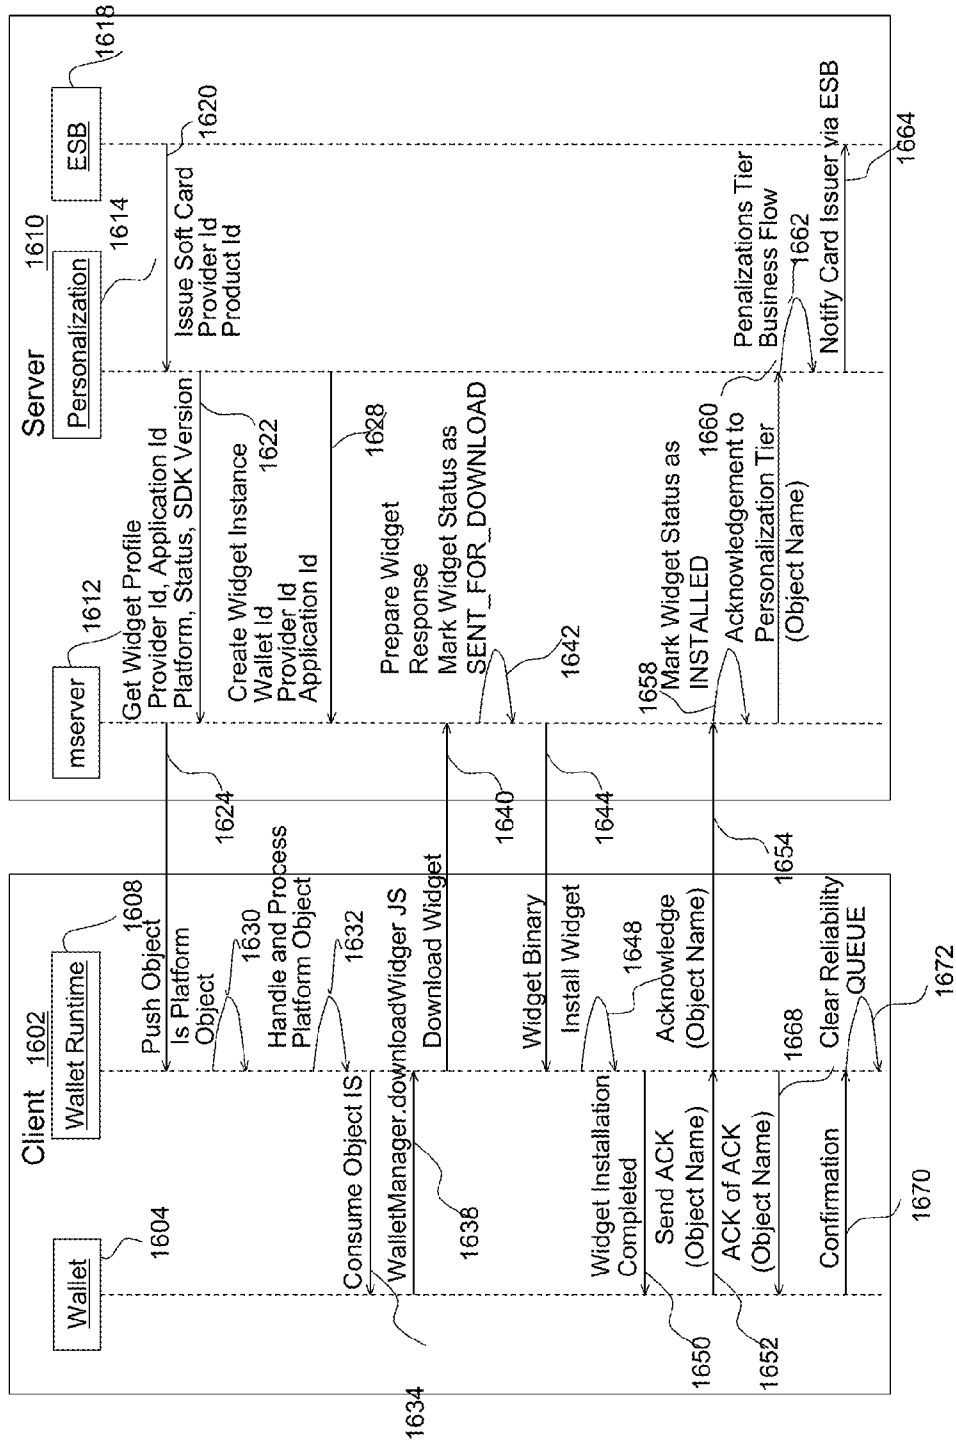 Client 1602
Server 1610
Wallet
1604
Wallet Runtime
1608
mserver
1612
Personalization
1614
ESB
1618
Push Object
Is Platform
Object
1624
1630
Handle and Process
Platform Object
1632
Get Widget Profile
Provider Id, Application Id
Platform, Status, SDK Version
1622
Issue Soft Card
Provider Id
Product Id
1620
Create Widget Instance
Wallet Id
Provider Id
Application Id
1628
Consume Object IS
1634
WalletManager.downloadWidger JS
1638
Download Widget
1640
Prepare Widget
Response
Mark Widget Status as
SENT_FOR_DOWNLOAD
1642
Widget Binary
1644
Install Widget
1648
Widget Installation
Completed
1650
Send ACK
(Object Name)
1652
Acknowledge
(Object Name)
1654
1658
Mark Widget Status as
INSTALLED
Acknowledgement to
Personalization Tier
(Object Name)
1660
Penalizations Tier
Business Flow
1662
ACK of ACK
(Object Name)
1668
Notify Card Issuer via ESB
1664
Confirmation
1670
Clear Reliability
QUEUE
1672